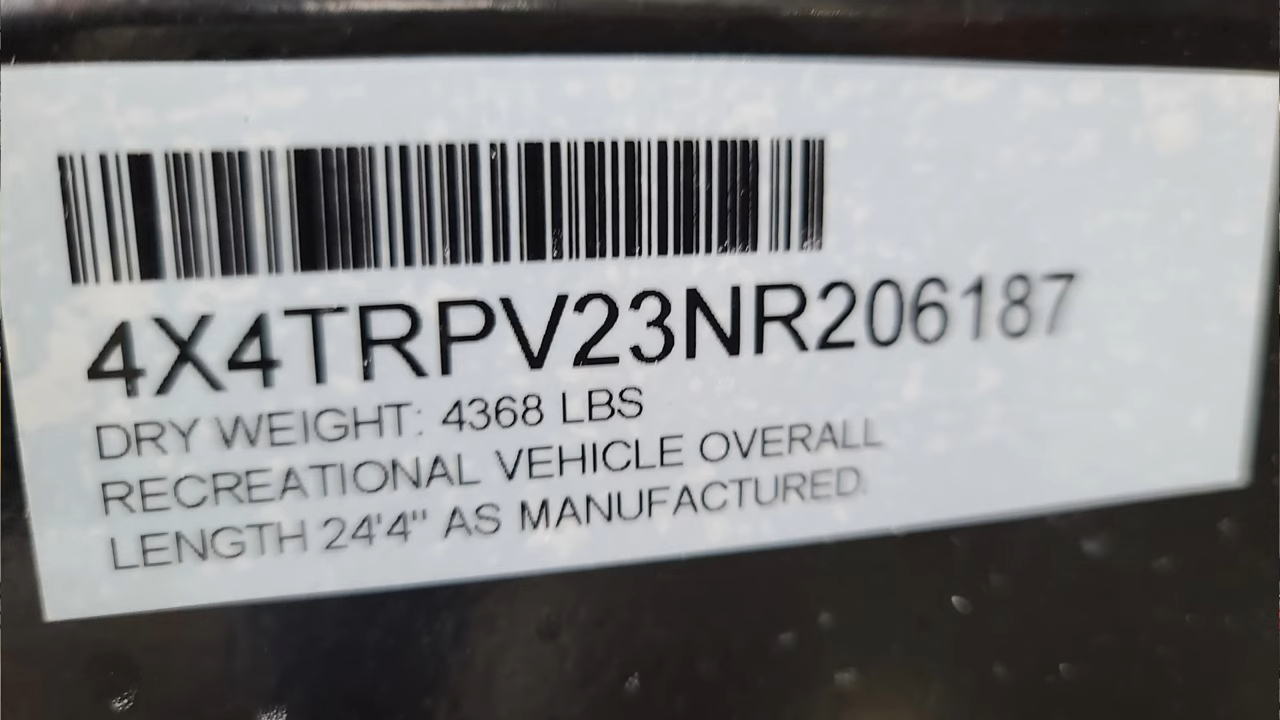 4X4TRPV23NR206187
DRY WEIGHT: 4368 LBS
RECREATIONAL VEHICLE OVERALL
LENGTH 24'4" AS MANUFACTURED.